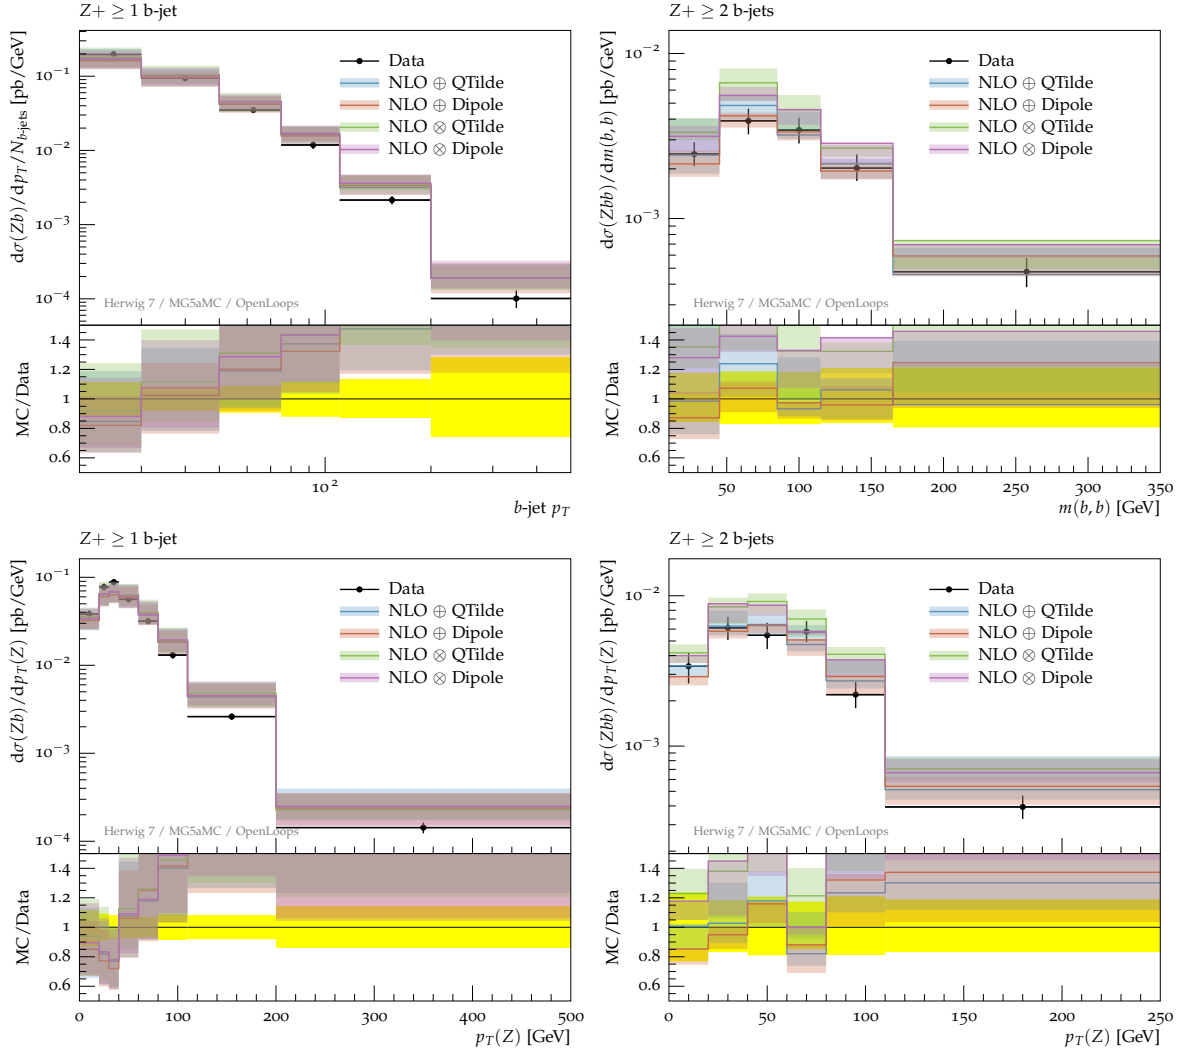 Z+ ≥ 1 b-jet
dσ(Zb)/dp_T/N_{b-jets} [pb/GeV]
10^{-1}
10^{-2}
10^{-3}
10^{-4}
Data
NLO ⊕ QTilde
NLO ⊕ Dipole
NLO ⊗ QTilde
NLO ⊗ Dipole
Herwig 7 / MG5aMC / OpenLoops
MC/Data
1.4
1.2
1
0.8
0.6
10^2
b-jet p_T
Z+ ≥ 2 b-jets
dσ(Zbb)/dm(b, b) [pb/GeV]
10^{-2}
10^{-3}
Data
NLO ⊕ QTilde
NLO ⊕ Dipole
NLO ⊗ QTilde
NLO ⊗ Dipole
Herwig 7 / MG5aMC / OpenLoops
MC/Data
1.4
1.2
1
0.8
0.6
50 100 150 200 250 300 350
m(b, b) [GeV]
Z+ ≥ 1 b-jet
dσ(Zb)/dp_T(Z) [pb/GeV]
10^{-1}
10^{-2}
10^{-3}
10^{-4}
Data
NLO ⊕ QTilde
NLO ⊕ Dipole
NLO ⊗ QTilde
NLO ⊗ Dipole
Herwig 7 / MG5aMC / OpenLoops
MC/Data
1.4
1.2
1
0.8
0.6
0 100 200 300 400 500
p_T(Z) [GeV]
Z+ ≥ 2 b-jets
dσ(Zbb)/dp_T(Z) [pb/GeV]
10^{-2}
10^{-3}
Data
NLO ⊕ QTilde
NLO ⊕ Dipole
NLO ⊗ QTilde
NLO ⊗ Dipole
Herwig 7 / MG5aMC / OpenLoops
MC/Data
1.4
1.2
1
0.8
0.6
0 50 100 150 200 250
p_T(Z) [GeV]